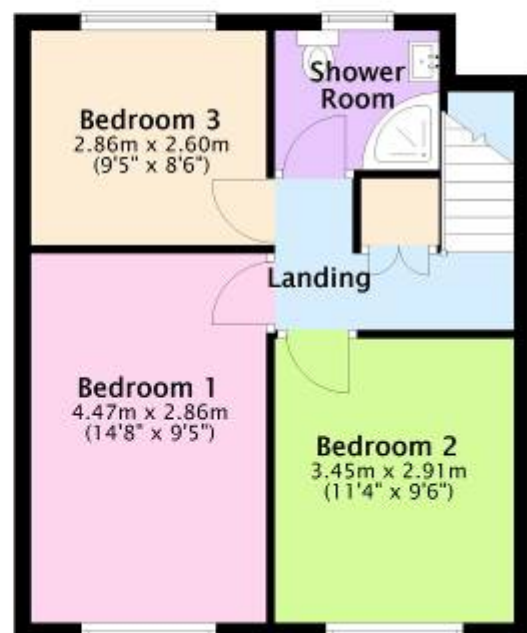 Bedroom 3
2.86m x 2.60m
(9'5" x 8'6")
Shower
Room
Landing
Bedroom 1
4.47m x 2.86m
(14'8" x 9'5")
Bedroom 2
3.45m x 2.91m
(11'4" x 9'6")